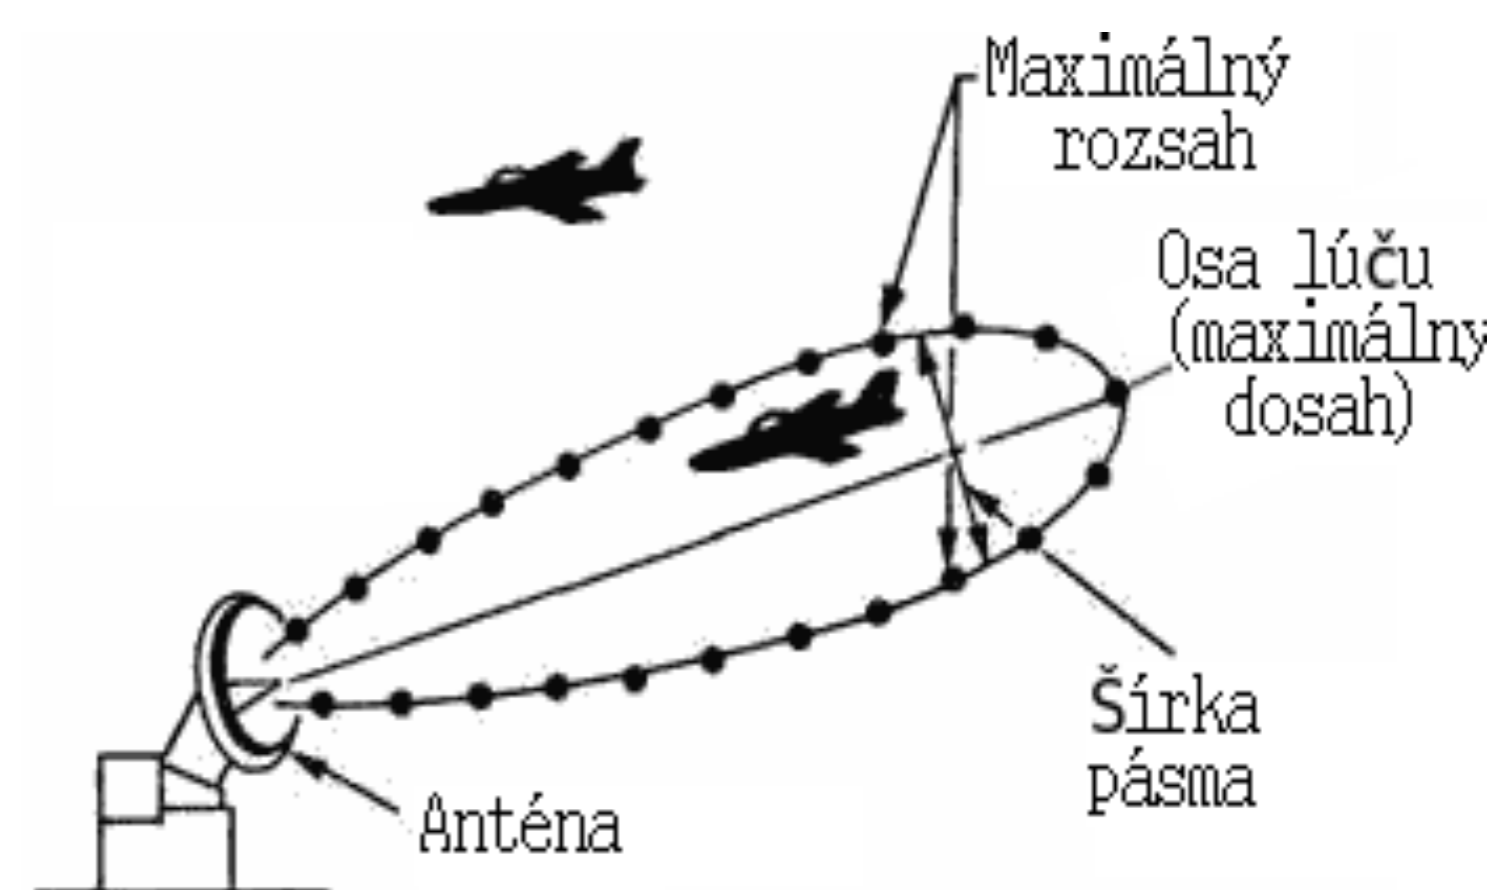 Maximálný
rozsah
Osa lúču
(maximálny
dosah)
Šírka
pásma
Anténa